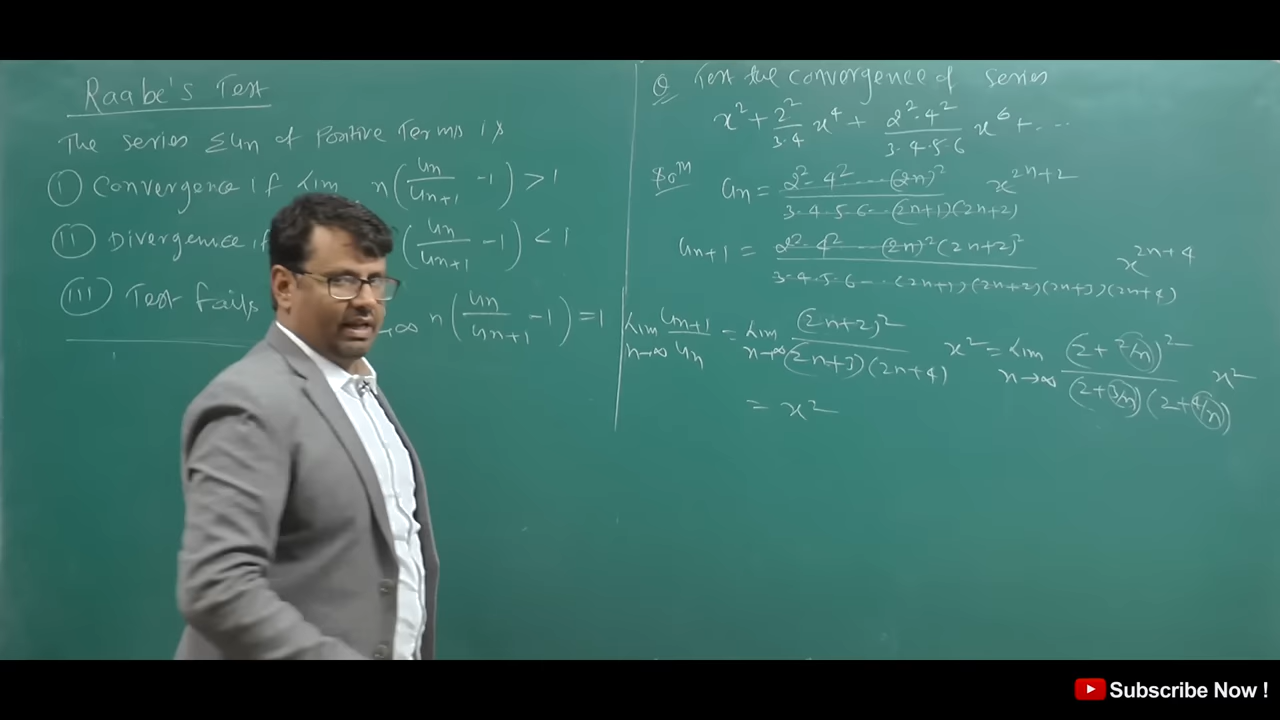 Raabe's Test
The series Σun of Positive Terms is
(I) Convergence if Lim n(un/un+1 -1) > 1
(II) Divergence if (un/un+1 -1) < 1
(III) Test fails →∞ n(un/un+1 -1) = 1
Q Test the convergence of series
x² + 2²/3·4 x⁴ + 2²·4²/3·4·5·6 x⁶ + ...
Solⁿ un = 2²·4².....(2n)²/3·4·5·6...(2n+1)(2n+2) x²ⁿ⁺²
un+1 = 2²·4²....(2n)²(2n+2)²/3·4·5·6...(2n+1)(2n+2)(2n+3)(2n+4) x²ⁿ⁺⁴
Lim n→∞ un+1/un = Lim n→∞ (2n+2)²/(2n+3)(2n+4) x² = Lim n→∞ (2+2/n)²/(2+3/n)(2+4/n) x²
= x²
Subscribe Now !